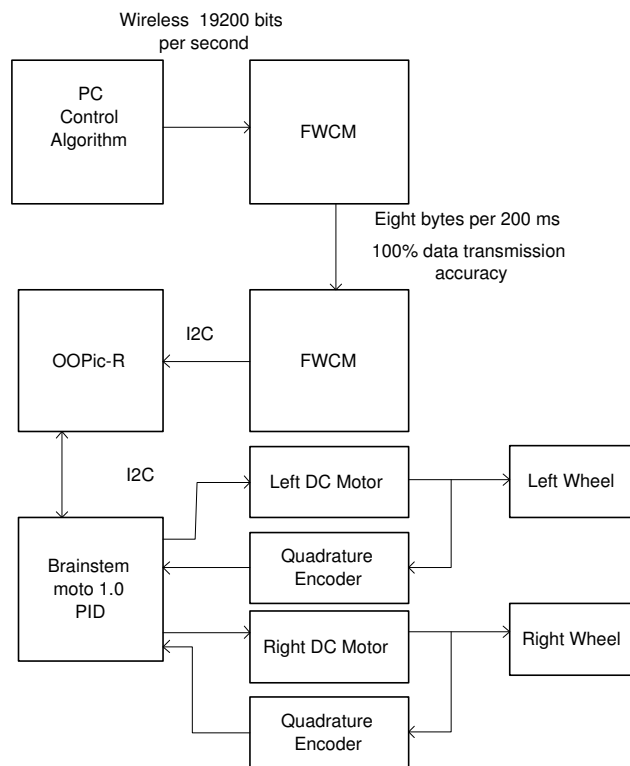 Wireless 19200 bits
per second
PC
Control
Algorithm
FWCM
Eight bytes per 200 ms
100% data transmission
accuracy
I2C
OOPic-R
FWCM
I2C
Left DC Motor
Left Wheel
Brainstem
moto 1.0
PID
Quadrature
Encoder
Right DC Motor
Right Wheel
Quadrature
Encoder